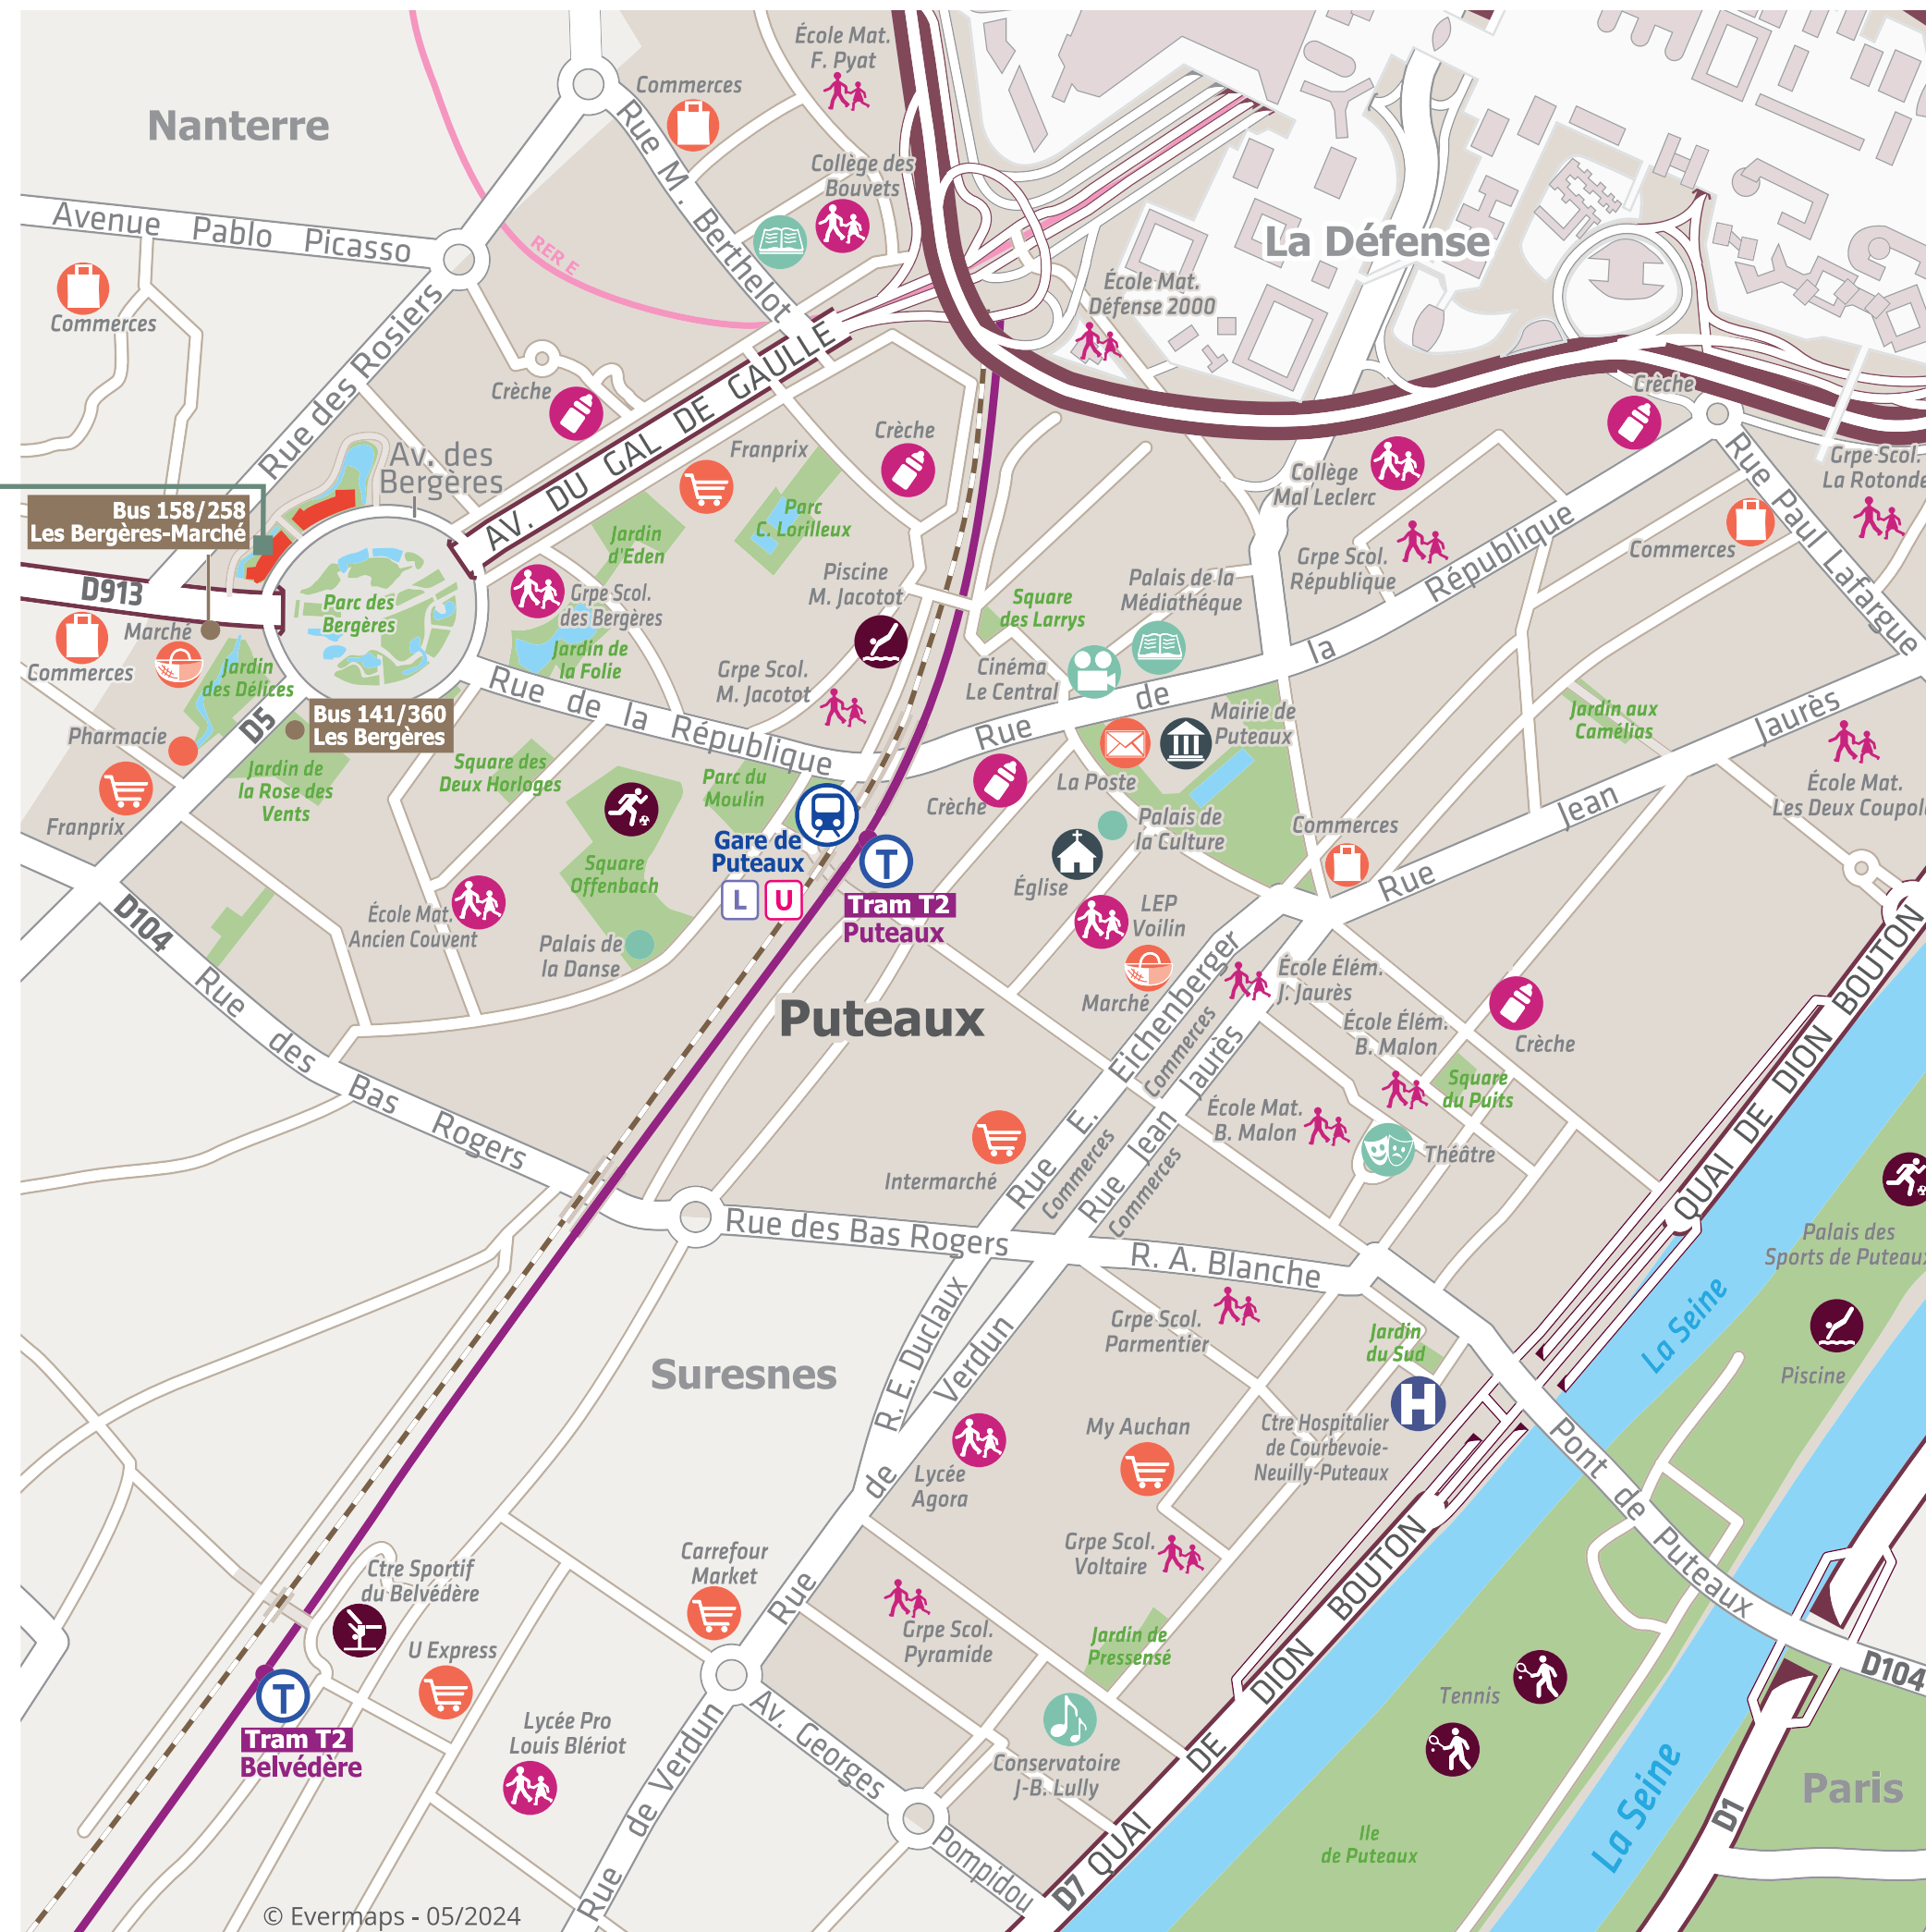 École Mat.
F. Pyat
Commerces
Nanterre
Rue M. Berthelot
Collège des
Bouvets
Avenue Pablo Picasso
RER E
La Défense
Commerces
École Mat.
Défense 2000
Rue des Rosiers
AV. DU GAL DE GAULLE
Crèche
Crèche
Av. des
Bergères
Franprix
Crèche
Collège
Mal Leclerc
Rue Paul Lafargue
Grpe Scol.
La Rotonde
Bus 158/258
Les Bergères-Marché
Parc
C. Lorilleux
Jardin
d'Eden
Commerces
Grpe Scol.
République
D913
Parc des
Bergères
Grpe Scol.
des Bergères
Piscine
M. Jacotot
Square
des Larrys
Palais de la
Médiathéque
Marché
Commerces
Jardin
des Délices
Jardin de
la Folie
Grpe Scol.
M. Jacotot
Cinéma
Le Central
Rue de la République
Rue de la République
D5
Bus 141/360
Les Bergères
Pharmacie
Mairie de
Puteaux
Jardin aux
Camélias
Rue Jean Jaurès
Square des
Deux Horloges
Jardin de
la Rose des
Vents
Parc du
Moulin
Crèche
La Poste
École Mat.
Les Deux Coupol
Franprix
Gare de
Puteaux
L U
Palais de
la Culture
Commerces
Square
Offenbach
Église
Tram T2
Puteaux
T
LEP
Voilin
D104
École Mat.
Ancien Couvent
Palais de
la Danse
Marché
École Élém.
J. Jaurès
Puteaux
Rue E. Eichenberger
Commerces
Commerces
Rue Jean Jaurès
Commerces
École Élém.
B. Malon
Crèche
Square
du Puits
QUAI DE DION BOUTON
Rue des Bas Rogers
École Mat.
B. Malon
Théâtre
Intermarché
Rue des Bas Rogers
R. A. Blanche
Palais des
Sports de Puteaux
La Seine
Grpe Scol.
Parmentier
Jardin
du Sud
Piscine
Suresnes
R. E. Duclaux
Rue de Verdun
H
Ctre Hospitalier
de Courbevoie-
Neuilly-Puteaux
My Auchan
Lycée
Agora
Pont de Puteaux
Grpe Scol.
Voltaire
Carrefour
Market
Ctre Sportif
du Belvédère
Grpe Scol.
Pyramide
Jardin de
Pressensé
U Express
D104
T
Tram T2
Belvédère
Tennis
Lycée Pro
Louis Blériot
Av. Georges Pompidou
Conservatoire
J-B. Lully
Rue de Verdun
D7 QUAI DE DION BOUTON
La Seine
Paris
D1
Ile
de Puteaux
© Evermaps - 05/2024